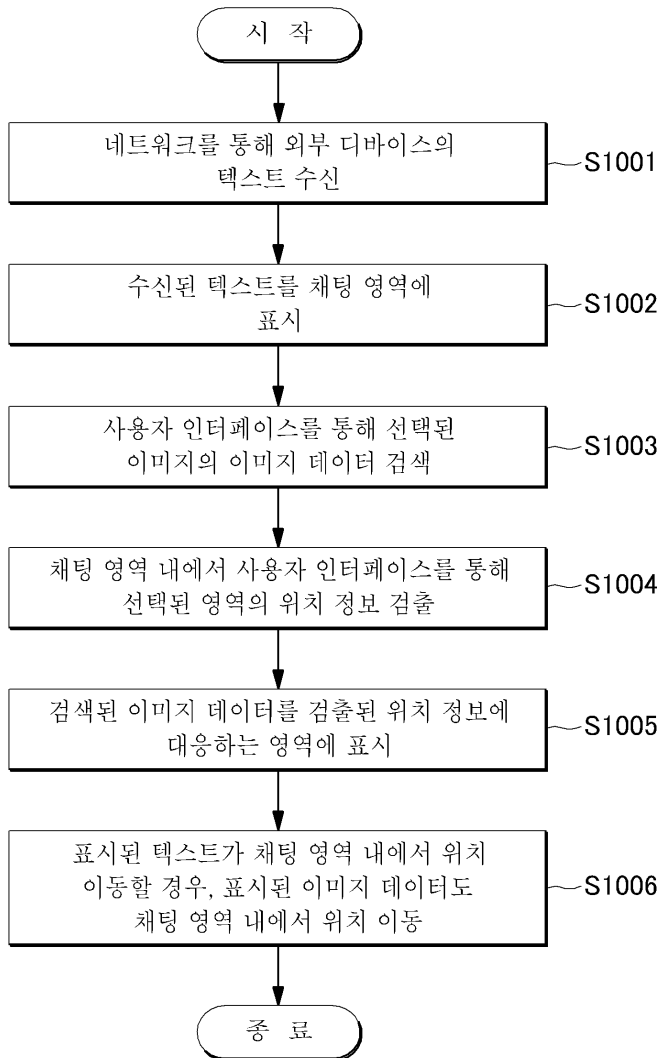 시 작
네트워크를 통해 외부 디바이스의
텍스트 수신
S1001
수신된 텍스트를 채팅 영역에
표시
S1002
사용자 인터페이스를 통해 선택된
이미지의 이미지 데이터 검색
S1003
채팅 영역 내에서 사용자 인터페이스를 통해
선택된 영역의 위치 정보 검출
S1004
검색된 이미지 데이터를 검출된 위치 정보에
대응하는 영역에 표시
S1005
표시된 텍스트가 채팅 영역 내에서 위치
이동할 경우, 표시된 이미지 데이터도
채팅 영역 내에서 위치 이동
S1006
종 료